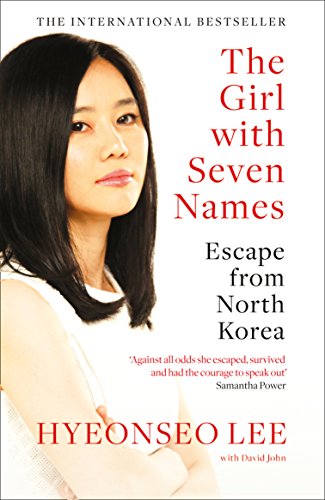 THE INTERNATIONAL BESTSELLER
The Girl
with
Seven
Names
Escape
from
North
Korea
‘Against all odds she escaped, survived
and had the courage to speak out’
Samantha Power
HYEONSEO LEE
with David John